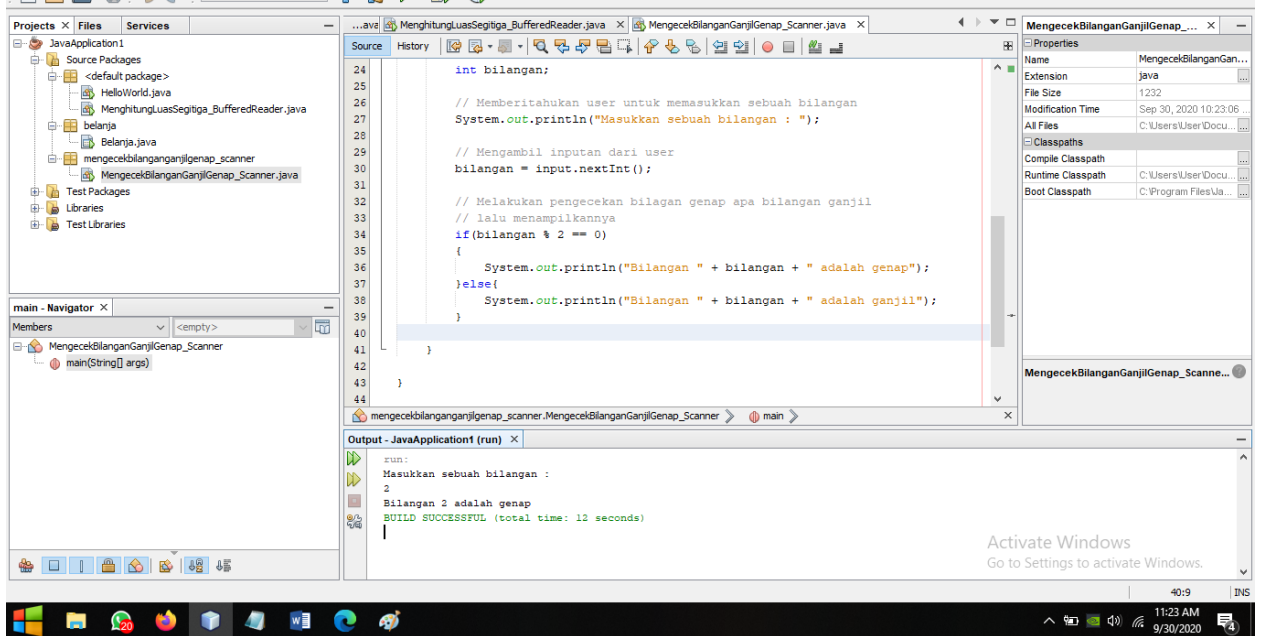 Projects
Files
Services
JavaApplication1
Source Packages
<default package>
HelloWorld.java
MenghitungLuasSegitiga_BufferedReader.java
belanja
Belanja.java
mengecekbilanganganjilgenap_scanner
MengecekBilanganGanjilGenap_Scanner.java
Test Packages
Libraries
Test Libraries
main - Navigator
Members
<empty>
MengecekBilanganGanjilGenap_Scanner
main(String[] args)
...ava
MenghitungLuasSegitiga_BufferedReader.java
MengecekBilanganGanjilGenap_Scanner.java
Source
History
24 int bilangan;
25
26 // Memberitahukan user untuk memasukkan sebuah bilangan
27 System.out.println("Masukkan sebuah bilangan : ");
28
29 // Mengambil inputan dari user
30 bilangan = input.nextInt();
31
32 // Melakukan pengecekan bilagan genap apa bilangan ganjil
33 // lalu menampilkannya
34 if(bilangan % 2 == 0)
35 {
36 System.out.println("Bilangan " + bilangan + " adalah genap");
37 }else{
38 System.out.println("Bilangan " + bilangan + " adalah ganjil");
39 }
40
41 }
42
43 }
44
mengecekbilanganganjilgenap_scanner.MengecekBilanganGanjilGenap_Scanner
main
Output - JavaApplication1 (run)
run:
Masukkan sebuah bilangan :
2
Bilangan 2 adalah genap
BUILD SUCCESSFUL (total time: 12 seconds)
MengecekBilanganGanjilGenap_...
Properties
Name MengecekBilanganGan...
Extension java
File Size 1232
Modification Time Sep 30, 2020 10:23:06 ...
All Files C:\Users\User\Docu...
Classpaths
Compile Classpath
Runtime Classpath C:\Users\User\Docu...
Boot Classpath C:\Program Files\Ja...
MengecekBilanganGanjilGenap_Scanne...
Activate Windows
Go to Settings to activate Windows.
40:9
INS
20
11:23 AM
9/30/2020
4